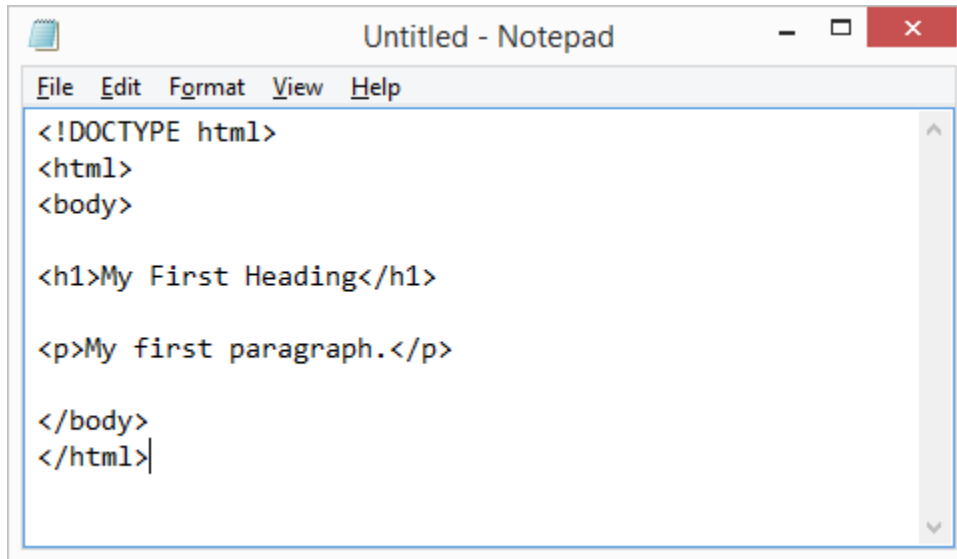 Untitled - Notepad
File Edit Format View Help
<!DOCTYPE html>
<html>
<body>
<h1>My First Heading</h1>
<p>My first paragraph.</p>
</body>
</html>